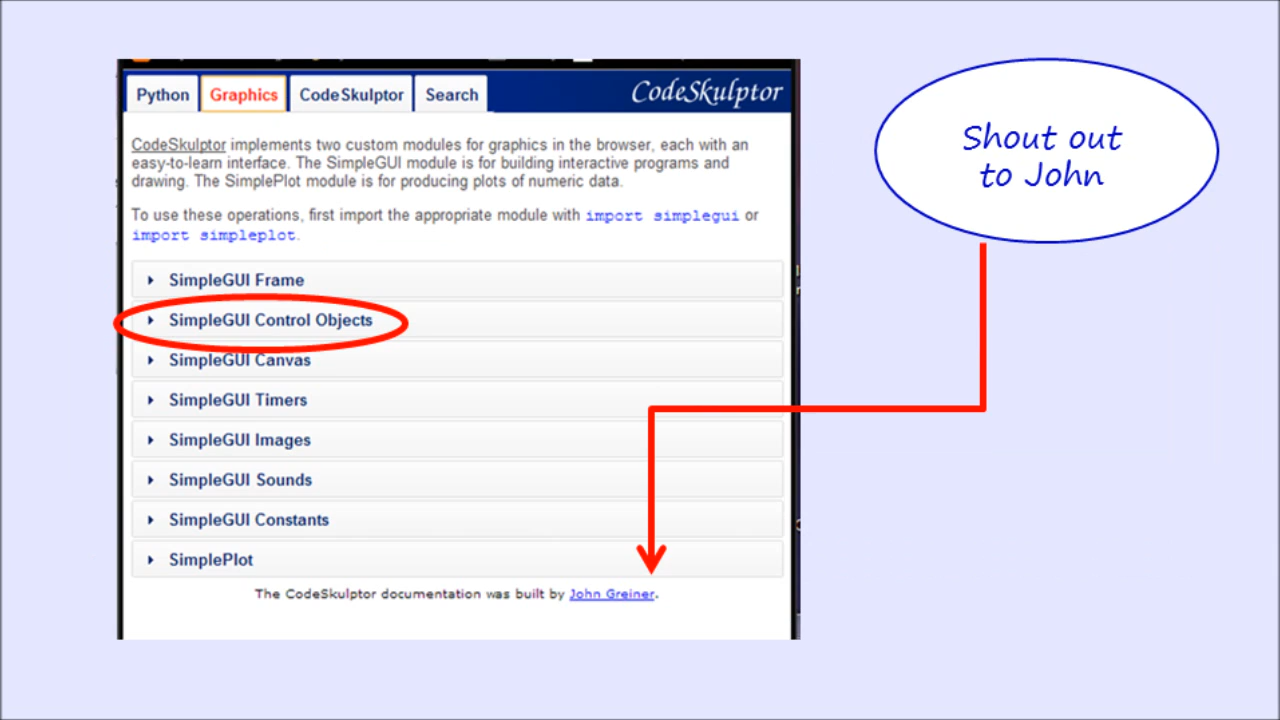 Python Graphics CodeSkulptor Search CodeSkulptor
CodeSkulptor implements two custom modules for graphics in the browser, each with an
easy-to-learn interface. The SimpleGUI module is for building interactive programs and
drawing. The SimplePlot module is for producing plots of numeric data.
To use these operations, first import the appropriate module with import simplegui or
import simpleplot.
SimpleGUI Frame
SimpleGUI Control Objects
SimpleGUI Canvas
SimpleGUI Timers
SimpleGUI Images
SimpleGUI Sounds
SimpleGUI Constants
SimplePlot
The CodeSkulptor documentation was built by John Greiner.
Shout out
to John